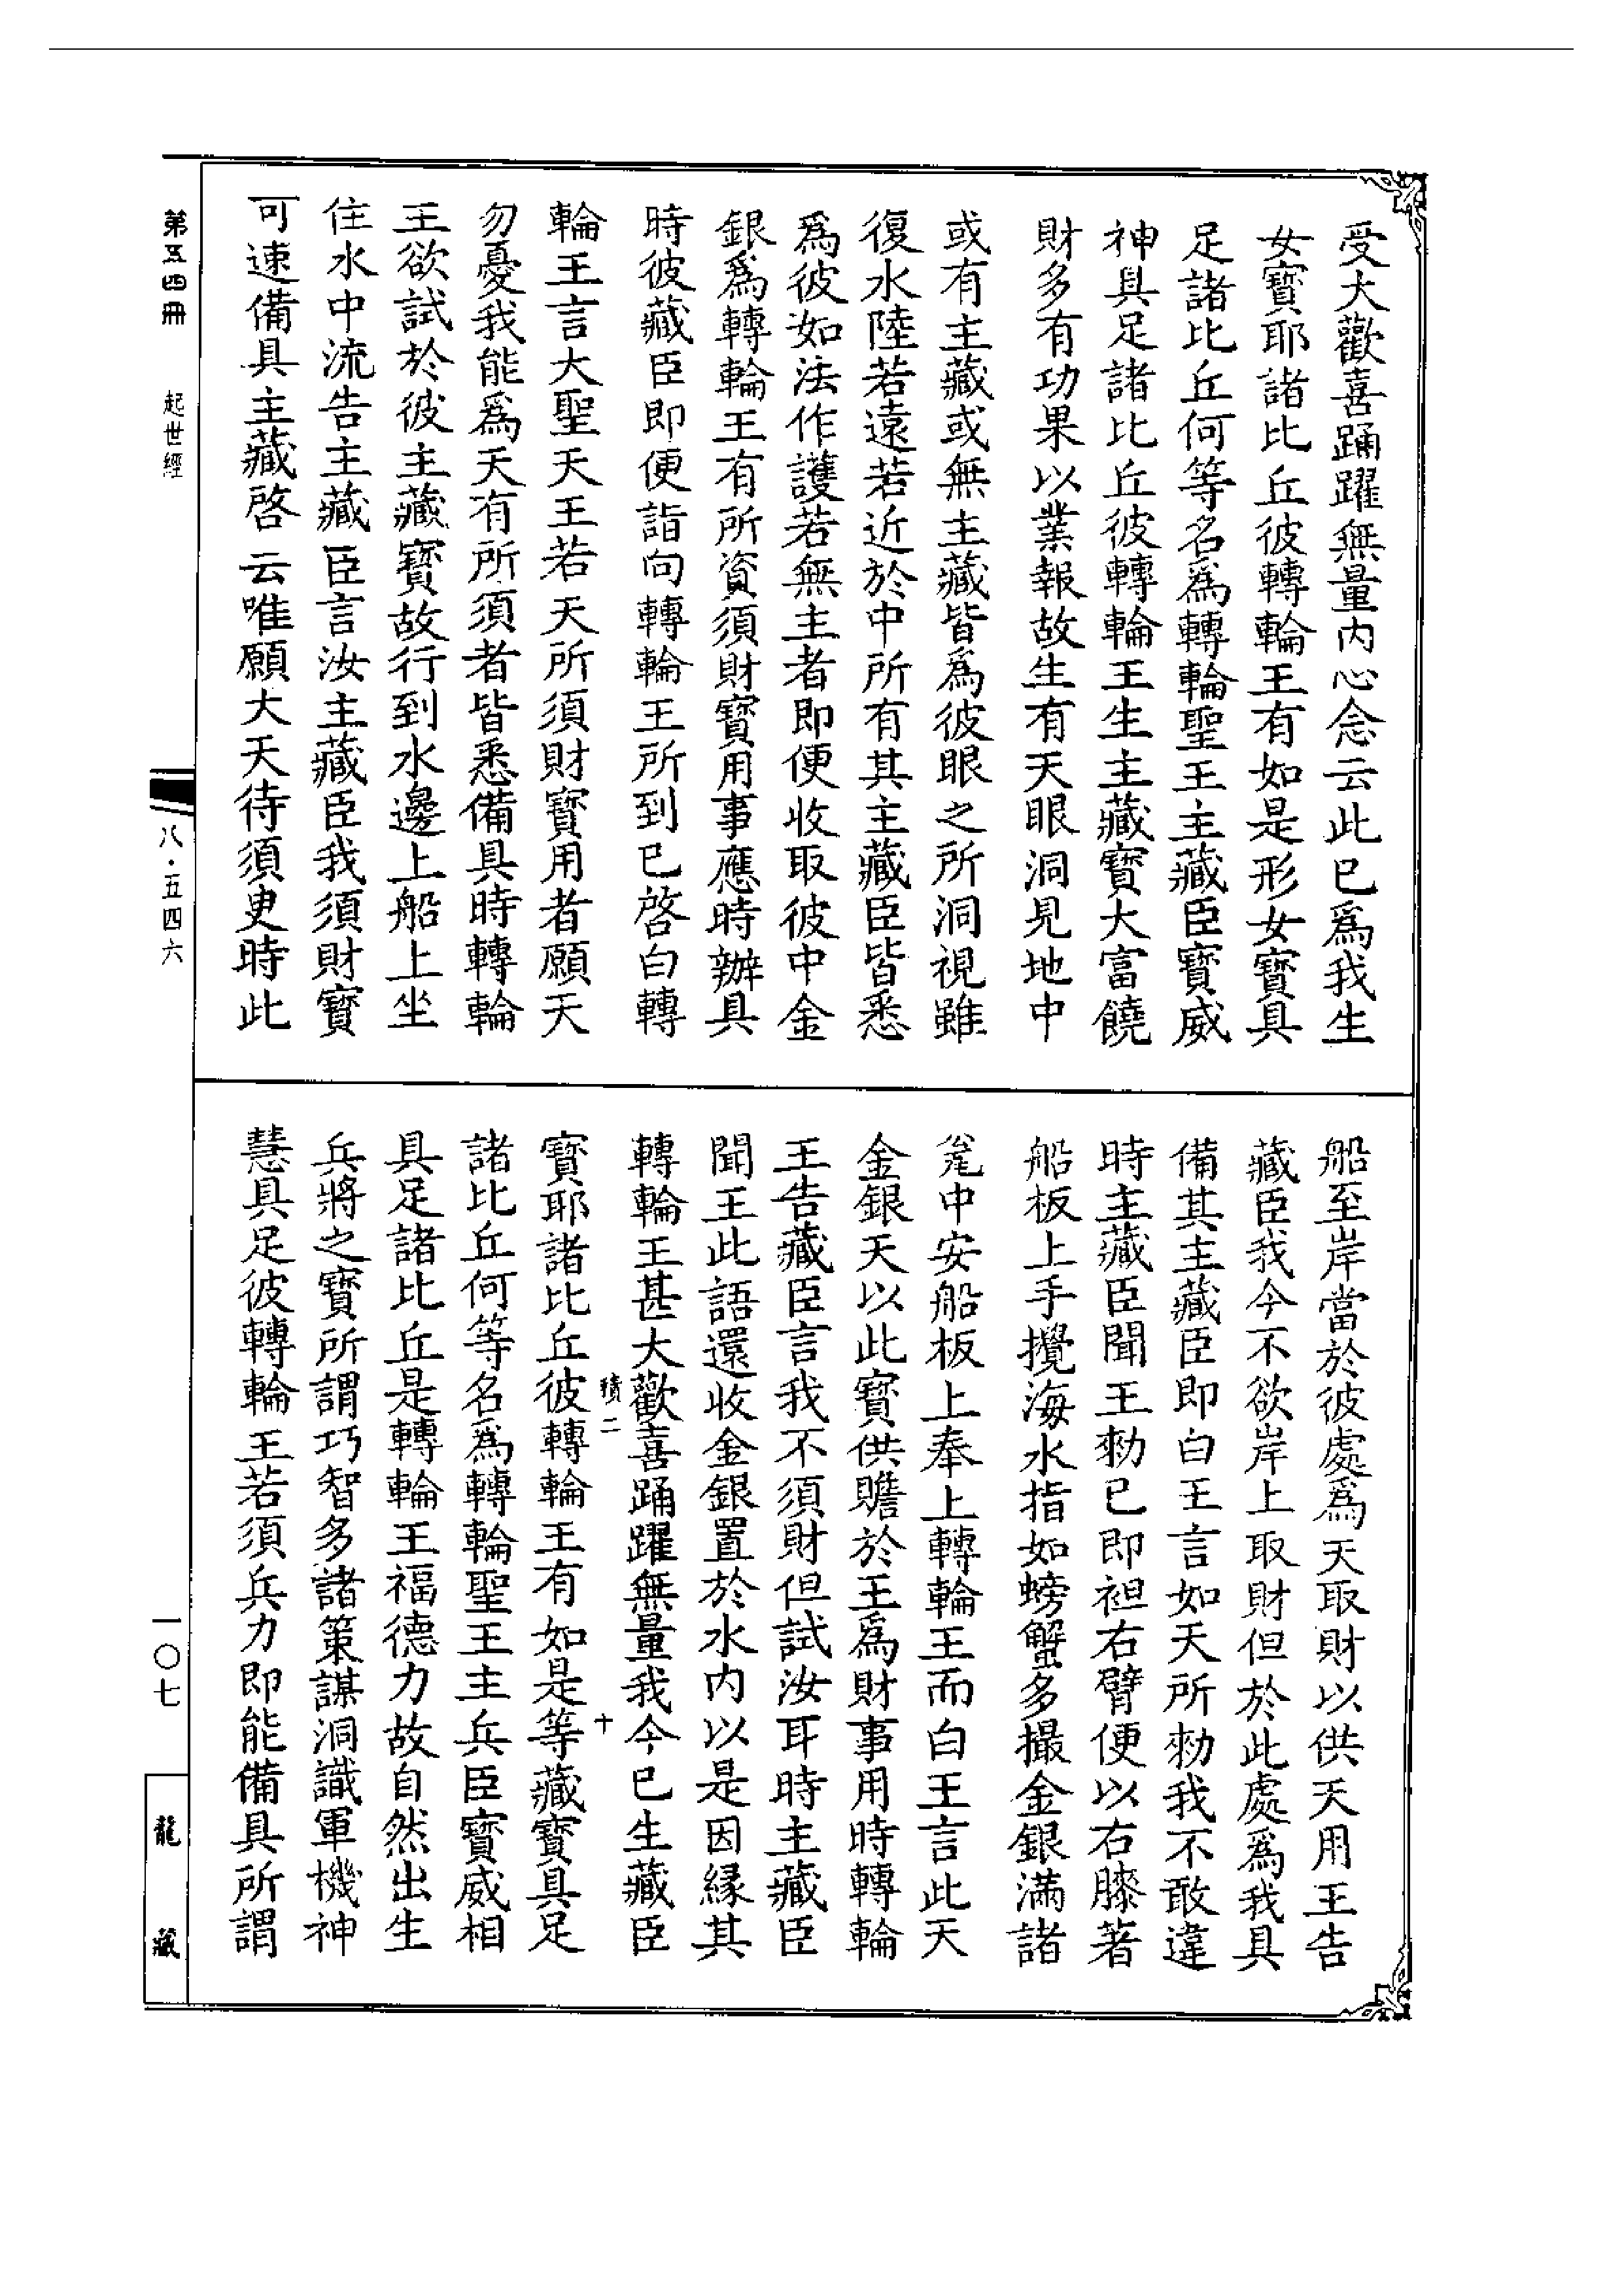 受大歡喜踊躍無量内心念云此已爲我生
女寶耶諸比丘彼轉輪王有如是形女寶具
足諸比丘何等名爲轉輪聖王主藏臣寶威
神具足諸比丘彼轉輪王生主藏寶大富饒
財多有功果以業報故生有天眼洞見地中
或有主藏或無主藏皆爲彼眼之所洞視雖
復水陸若遠若近於中所有其主藏臣皆悉
爲彼如法作護若無主者即便收取彼中金
銀爲轉輪王有所資須財寶用事應時辦具
時彼藏臣即便詣向轉輪王所到已啓白轉
輪王言大聖天王若天所須財寶用者願天
勿憂我能爲天有所須者皆悉備具時轉輪
王欲試於彼主藏寶故行到水邊上船上坐
住水中流告主藏臣言汝主藏臣我須財寶
可速備具主藏啓云唯願大天待須更時此
船至岸當於彼處爲天取財以供天用王告
藏臣我今不欲岸上取財但於此處爲我具
備其主藏臣即白王言如天所勑我不敢違
時主藏臣聞王勑已即袒右臂便以右膝著
船板上手攪海水指如螃蟹多撮金銀滿諸
瓮中安船板上奉上轉輪王而白王言此天
金銀天以此寶供贍於王爲財事用時轉輪
王告藏臣言我不須財但試汝耳時主藏臣
聞王此語還收金銀置於水内以是因緣其
轉輪王甚大歡喜踊躍無量我今已生藏臣
寶耶諸比丘彼轉輪王有如是等藏寶具足
諸比丘何等名爲轉輪聖王主兵臣寶威相
具足諸比丘是轉輪王福德力故自然出生
兵將之寶所謂巧智多諸策謀洞識軍機神
慧具足彼轉輪王若須兵力即能備具所謂
積二
十
第五四冊
起世經
八·五四六
一〇七
龍藏